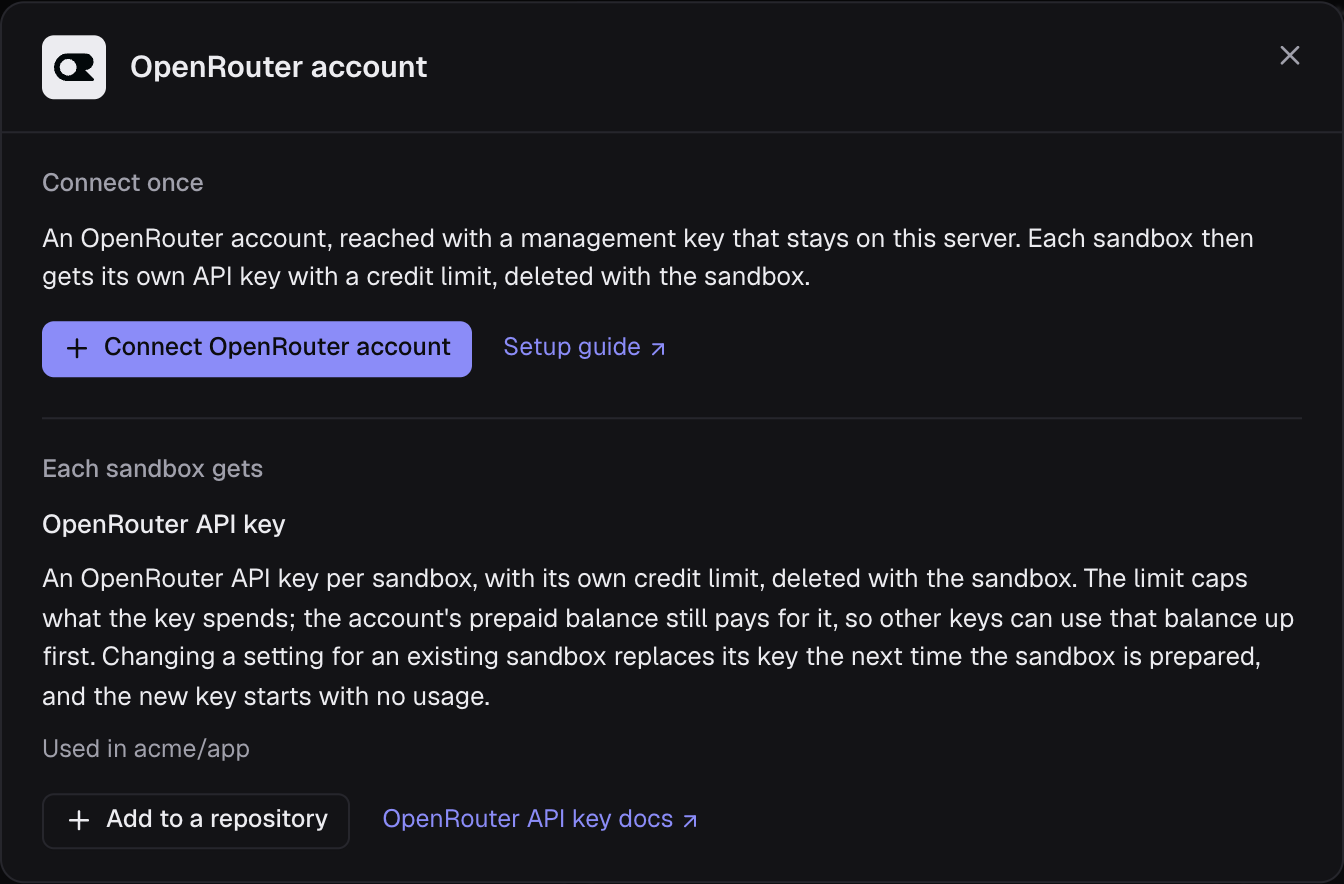 OpenRouter account
Connect once
An OpenRouter account, reached with a management key that stays on this server. Each sandbox then
gets its own API key with a credit limit, deleted with the sandbox.
Connect OpenRouter account
Setup guide
Each sandbox gets
OpenRouter API key
An OpenRouter API key per sandbox, with its own credit limit, deleted with the sandbox. The limit caps
what the key spends; the account's prepaid balance still pays for it, so other keys can use that balance up
first. Changing a setting for an existing sandbox replaces its key the next time the sandbox is prepared,
and the new key starts with no usage.
Used in acme/app
Add to a repository
OpenRouter API key docs